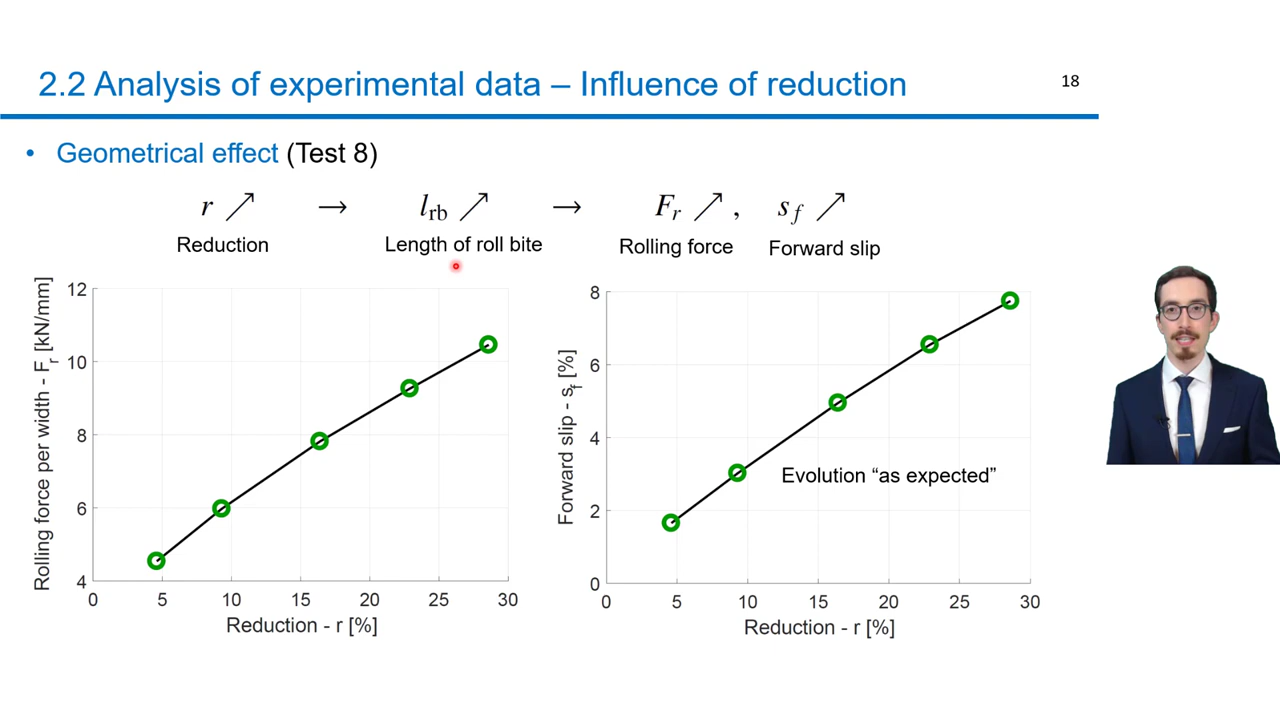 2.2 Analysis of experimental data – Influence of reduction
18
• Geometrical effect (Test 8)
r ↗ → l_rb ↗ → F_r ↗ , s_f ↗
Reduction Length of roll bite Rolling force Forward slip
Rolling force per width - F_r [kN/mm]
12
10
8
6
4
0 5 10 15 20 25 30
Reduction - r [%]
Forward slip - s_f [%]
8
6
4
2
0
Evolution “as expected”
0 5 10 15 20 25 30
Reduction - r [%]